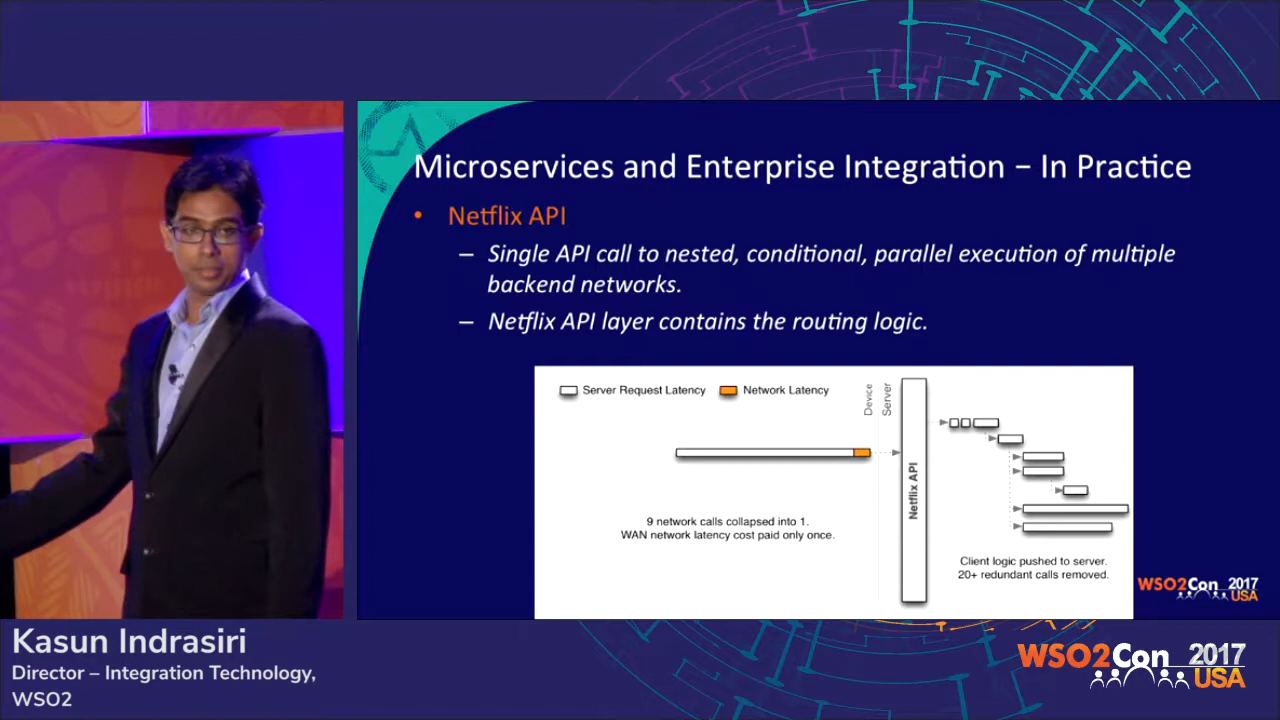 Microservices and Enterprise Integration – In Practice
• Netflix API
– Single API call to nested, conditional, parallel execution of multiple
backend networks.
– Netflix API layer contains the routing logic.
Server Request Latency
Network Latency
Device
Server
Netflix API
9 network calls collapsed into 1.
WAN network latency cost paid only once.
Client logic pushed to server.
20+ redundant calls removed.
WSO2Con 2017
USA
Kasun Indrasiri
Director – Integration Technology,
WSO2
WSO2Con 2017
USA